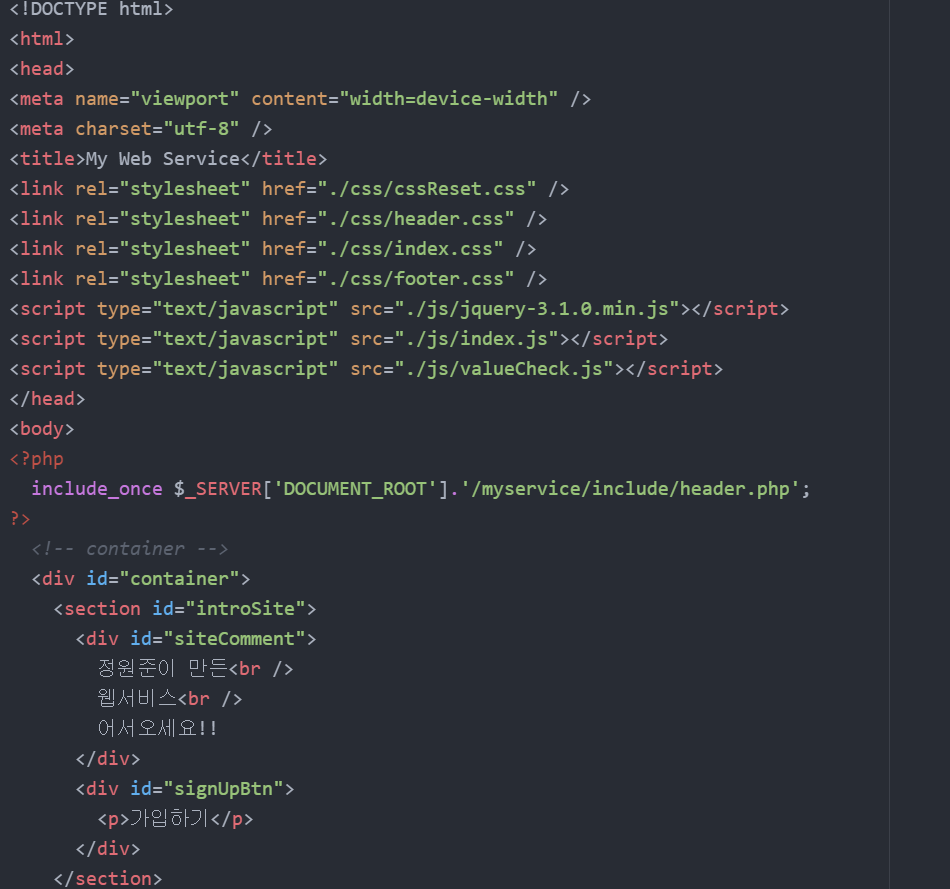 <!DOCTYPE html>
<html>
<head>
<meta name="viewport" content="width=device-width" />
<meta charset="utf-8" />
<title>My Web Service</title>
<link rel="stylesheet" href="./css/cssReset.css" />
<link rel="stylesheet" href="./css/header.css" />
<link rel="stylesheet" href="./css/index.css" />
<link rel="stylesheet" href="./css/footer.css" />
<script type="text/javascript" src="./js/jquery-3.1.0.min.js"></script>
<script type="text/javascript" src="./js/index.js"></script>
<script type="text/javascript" src="./js/valueCheck.js"></script>
</head>
<body>
<?php
  include_once $_SERVER['DOCUMENT_ROOT'].'/myservice/include/header.php';
?>
  <!-- container -->
  <div id="container">
    <section id="introSite">
      <div id="siteComment">
        정원준이 만든<br />
        웹서비스<br />
        어서오세요!!
      </div>
      <div id="signUpBtn">
        <p>가입하기</p>
      </div>
    </section>